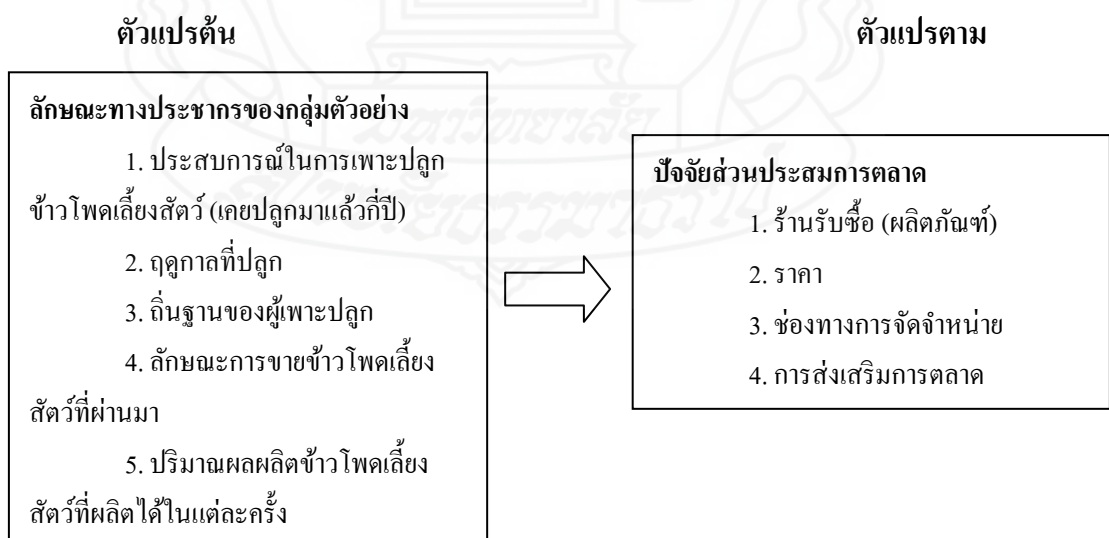 ตัวแปรต้น
ตัวแปรตาม
ลักษณะทางประชากรของกลุ่มตัวอย่าง
1. ประสบการณ์ในการเพาะปลูก
ข้าวโพดเลี้ยงสัตว์ (เคยปลูกมาแล้วกี่ปี)
2. ฤดูกาลที่ปลูก
3. ถิ่นฐานของผู้เพาะปลูก
4. ลักษณะการขายข้าวโพดเลี้ยง
สัตว์ที่ผ่านมา
5. ปริมาณผลผลิตข้าวโพดเลี้ยง
สัตว์ที่ผลิตได้ในแต่ละครั้ง
ปัจจัยส่วนประสมการตลาด
1. ร้านรับซื้อ (ผลิตภัณฑ์)
2. ราคา
3. ช่องทางการจัดจำหน่าย
4. การส่งเสริมการตลาด